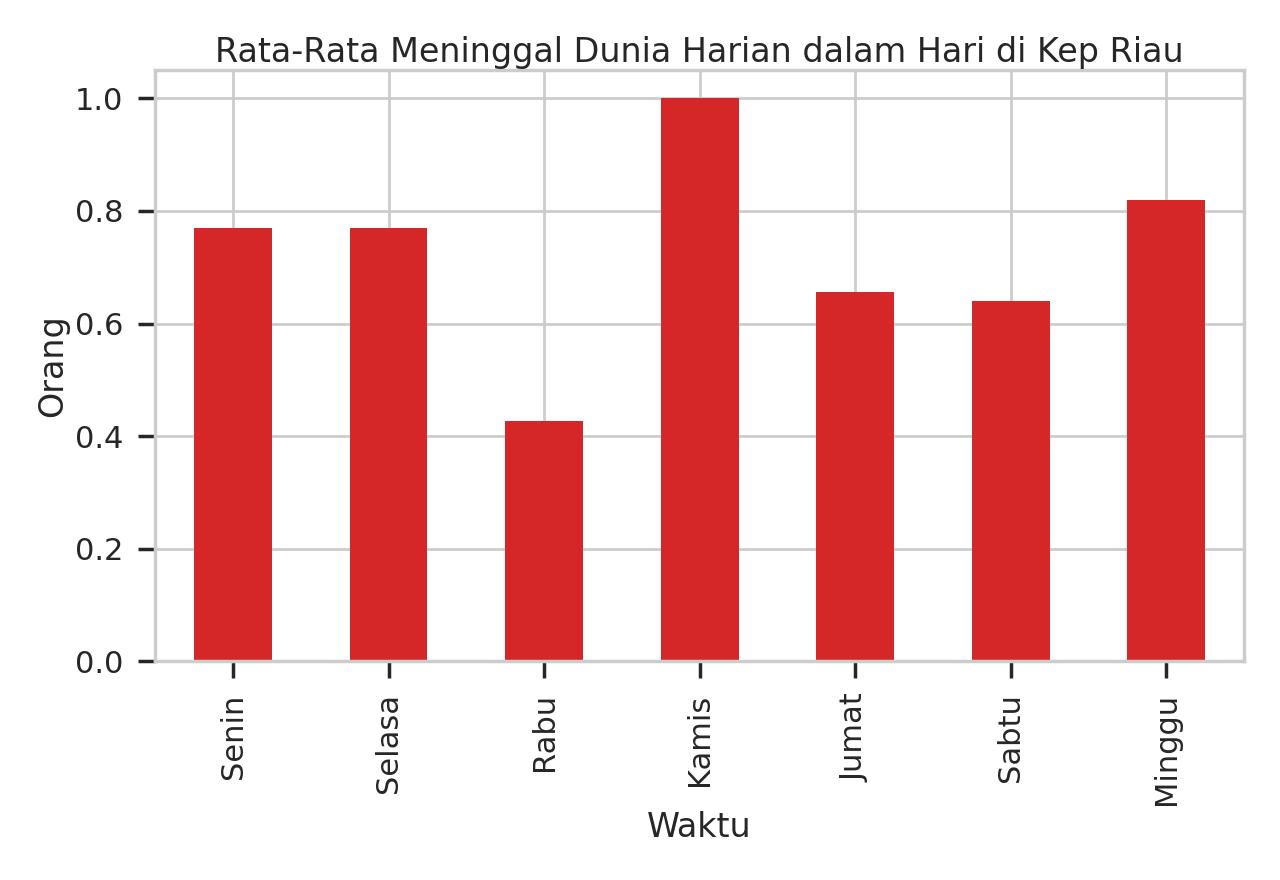 Rata-Rata Meninggal Dunia Harian dalam Hari di Kep Riau
Orang
1.0
0.8
0.6
0.4
0.2
0.0
Senin
Selasa
Rabu
Kamis
Jumat
Sabtu
Minggu
Waktu